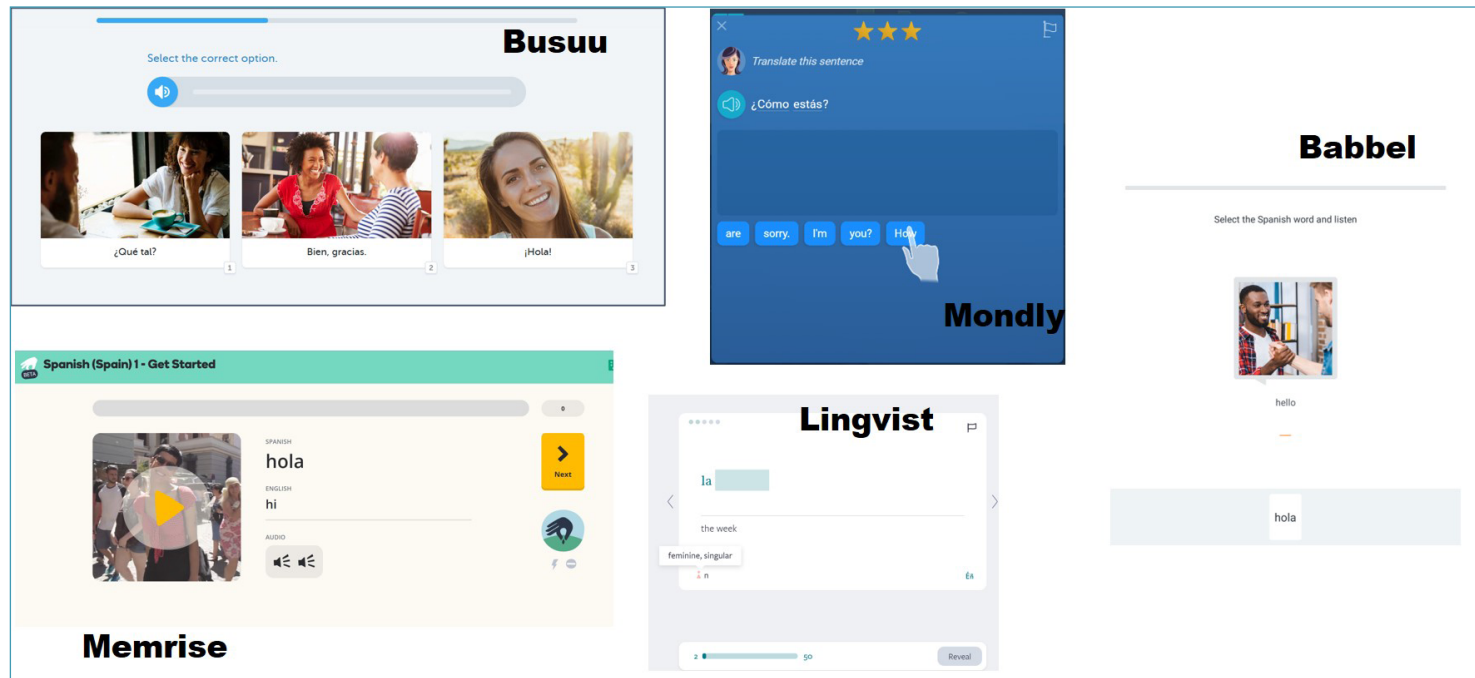 Busuu
Select the correct option.
¿Qué tal?
1
Bien, gracias.
2
¡Hola!
3
Translate this sentence
¿Cómo estás?
are sorry. I'm you? How
Mondly
Babbel
Select the Spanish word and listen
hello
hola
BETA
Spanish (Spain) 1 - Get Started
0
SPANISH
hola
ENGLISH
hi
AUDIO
Next
Memrise
Lingvist
la
the week
feminine, singular
n
Éá
2
50
Reveal